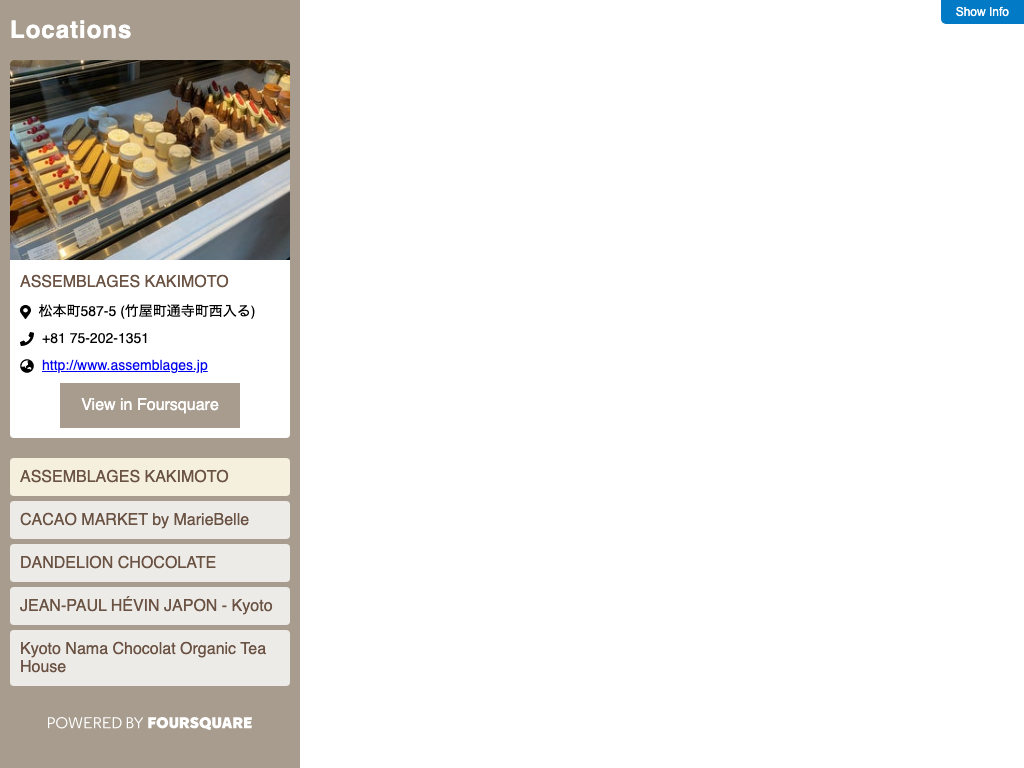 Show Info
Locations
ASSEMBLAGES KAKIMOTO
松本町587-5 (竹屋町通寺町西入る)
+81 75-202-1351
http://www.assemblages.jp
View in Foursquare
ASSEMBLAGES KAKIMOTO
CACAO MARKET by MarieBelle
DANDELION CHOCOLATE
JEAN-PAUL HÉVIN JAPON - Kyoto
Kyoto Nama Chocolat Organic Tea
House
POWERED BY FOURSQUARE